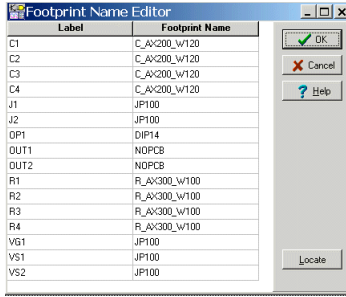 Footprint Name Editor
Label Footprint Name
C1 C_AX200_W120
C2 C_AX200_W120
C3 C_AX200_W120
C4 C_AX200_W120
J1 JP100
J2 JP100
OP1 DIP14
OUT1 NOPCB
OUT2 NOPCB
R1 R_AX300_W100
R2 R_AX300_W100
R3 R_AX300_W100
R4 R_AX300_W100
VG1 JP100
VS1 JP100
VS2 JP100
OK
Cancel
? Help
Locate